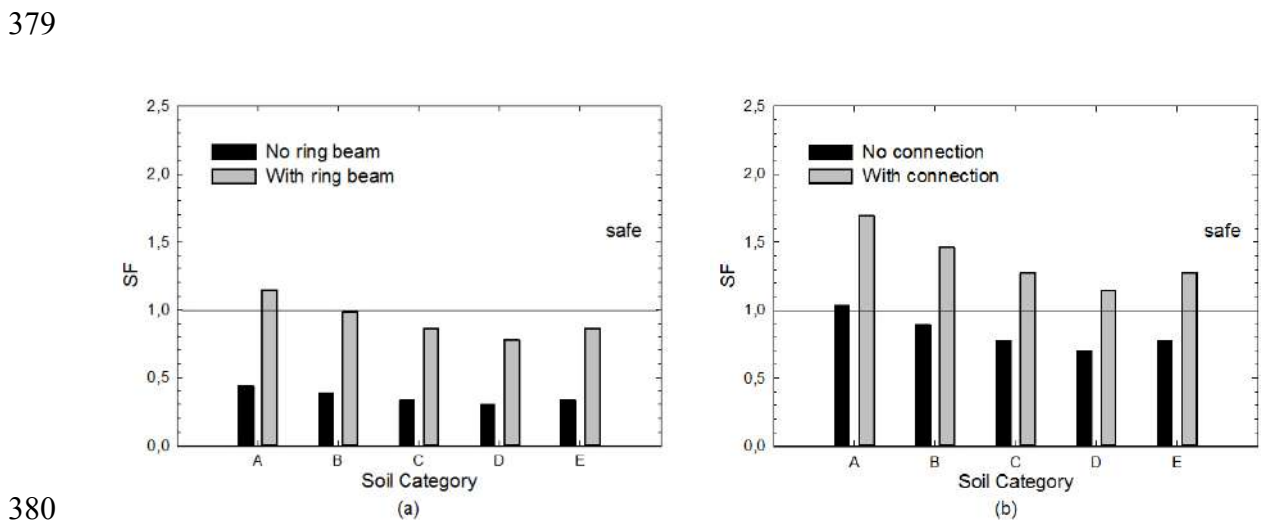 379
2,5
No ring beam
With ring beam
2,0
safe
1,5
SF
1,0
0,5
0,0
A B C D E
Soil Category
(a)
2,5
No connection
With connection
2,0
safe
1,5
SF
1,0
0,5
0,0
A B C D E
Soil Category
(b)
380